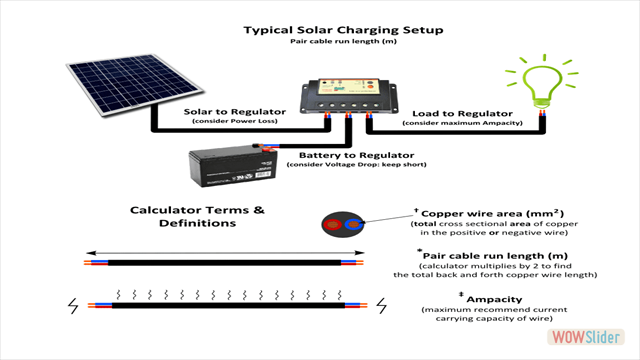 Typical Solar Charging Setup
Pair cable run length (m)
Solar to Regulator
(consider Power Loss)
Load to Regulator
(consider maximum Ampacity)
Battery to Regulator
(consider Voltage Drop: keep short)
Calculator Terms &
Definitions
† Copper wire area (mm²)
(total cross sectional area of copper
in the positive or negative wire)
* Pair cable run length (m)
(calculator multiplies by 2 to find
the total back and forth copper wire length)
‡ Ampacity
(maximum recommend current
carrying capacity of wire)
WOWSlider